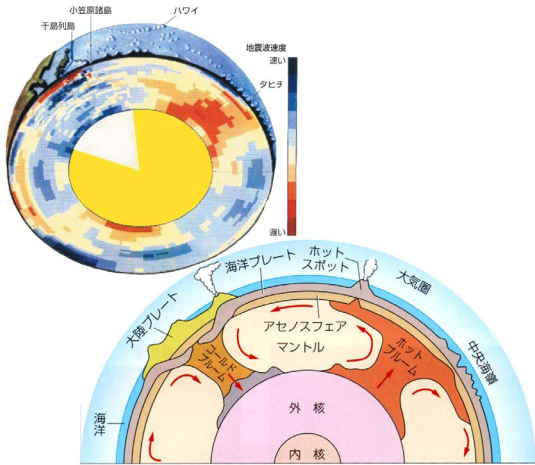 小笠原諸島
ハワイ
千島列島
地震波速度
速い
タヒチ
遅い
海洋プレート
ホット
スポット
大気圏
大陸プレート
アセノスフェア
マントル
コールド
プルーム
ホット
プルーム
中央海嶺
海洋
外核
内核